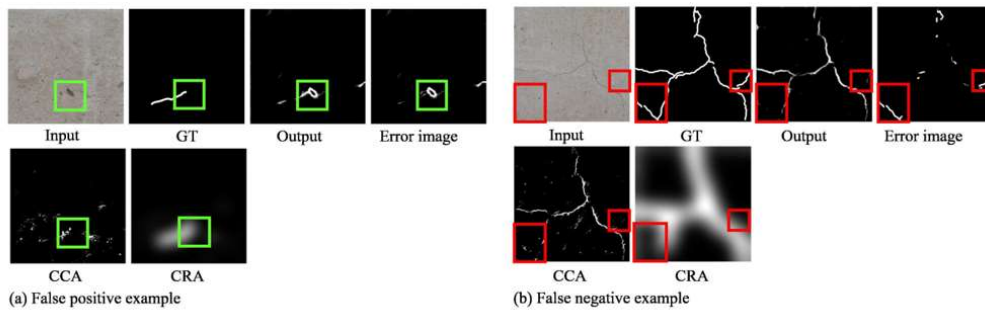 Input GT Output Error image
CCA CRA
(a) False positive example
Input GT Output Error image
CCA CRA
(b) False negative example